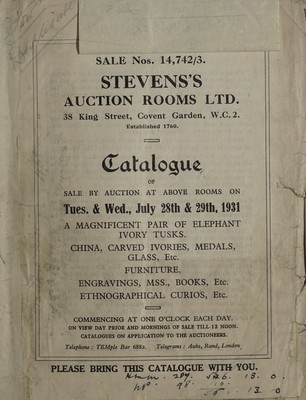 SALE Nos. 14,742/3.
STEVENS'S
AUCTION ROOMS LTD.
38 King Street, Covent Garden, W.C. 2.
Established 1760.
Catalogue
OF
SALE BY AUCTION AT ABOVE ROOMS ON
Tues. & Wed., July 28th & 29th, 1931
A MAGNIFICENT PAIR OF ELEPHANT
IVORY TUSKS.
CHINA, CARVED IVORIES, MEDALS,
GLASS, Etc.
FURNITURE,
ENGRAVINGS, MSS., BOOKS, Etc.
ETHNOGRAPHICAL CURIOS, Etc.
COMMENCING AT ONE O'CLOCK EACH DAY.
ON VIEW DAY PRIOR AND MORNINGS OF SALE TILL 12 NOON.
CATALOGUES ON APPLICATION TO THE AUCTIONEERS.
Telephone: TEMple Bar 6882. Telegrams: Auks, Rand, London
PLEASE BRING THIS CATALOGUE WITH YOU.
13. 0
13 0